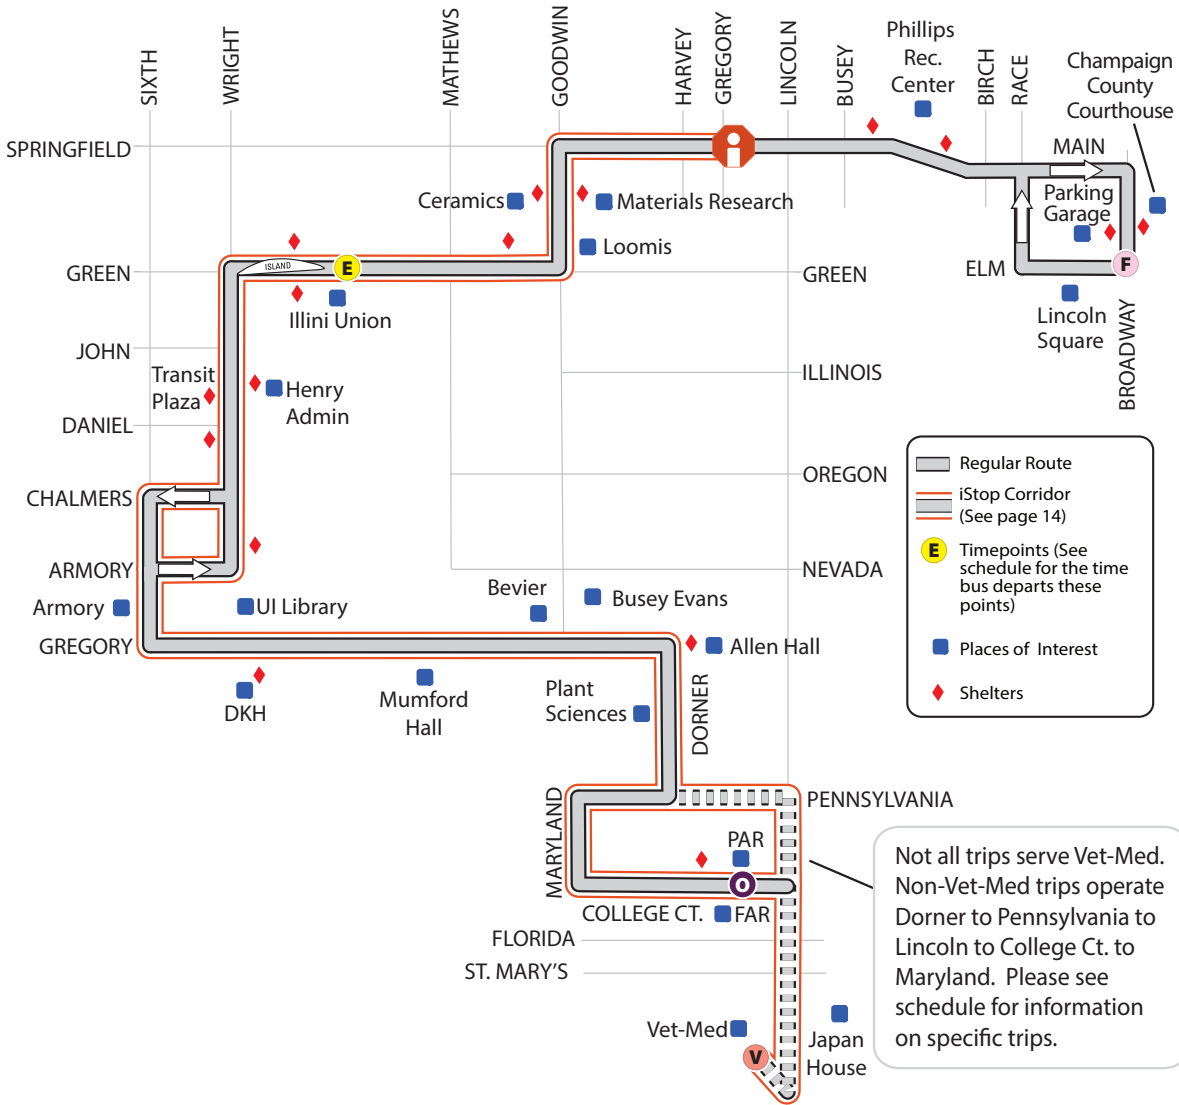 SIXTH
WRIGHT
MATHEWS
GOODWIN
HARVEY
GREGORY
LINCOLN
BUSEY
Phillips
Rec.
Center
BIRCH
RACE
Champaign
County
Courthouse
SPRINGFIELD
MAIN
Ceramics
Materials Research
Parking
Garage
Loomis
GREEN
ISLAND
E
GREEN
ELM
F
Illini Union
Lincoln
Square
BROADWAY
JOHN
Transit
Plaza
Henry
Admin
ILLINOIS
DANIEL
CHALMERS
OREGON
ARMORY
NEVADA
Armory
UI Library
Bevier
Busey Evans
GREGORY
Allen Hall
DKH
Mumford
Hall
Plant
Sciences
DORNER
Regular Route
iStop Corridor
(See page 14)
E
Timepoints (See
schedule for the time
bus departs these
points)
Places of Interest
Shelters
MARYLAND
PENNSYLVANIA
PAR
O
COLLEGE CT.
FAR
FLORIDA
ST. MARY'S
Vet-Med
V
Japan
House
Not all trips serve Vet-Med.
Non-Vet-Med trips operate
Dorner to Pennsylvania to
Lincoln to College Ct. to
Maryland. Please see
schedule for information
on specific trips.